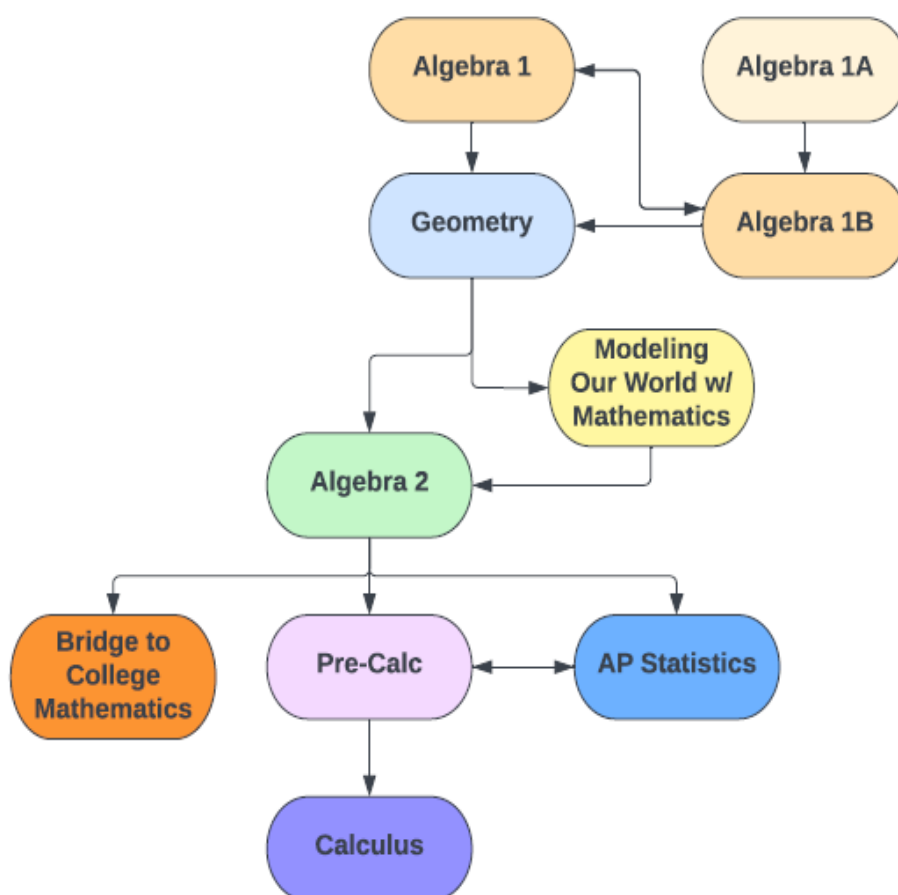 Algebra 1
Algebra 1A
Geometry
Algebra 1B
Modeling
Our World w/
Mathematics
Algebra 2
Bridge to
College
Mathematics
Pre-Calc
AP Statistics
Calculus